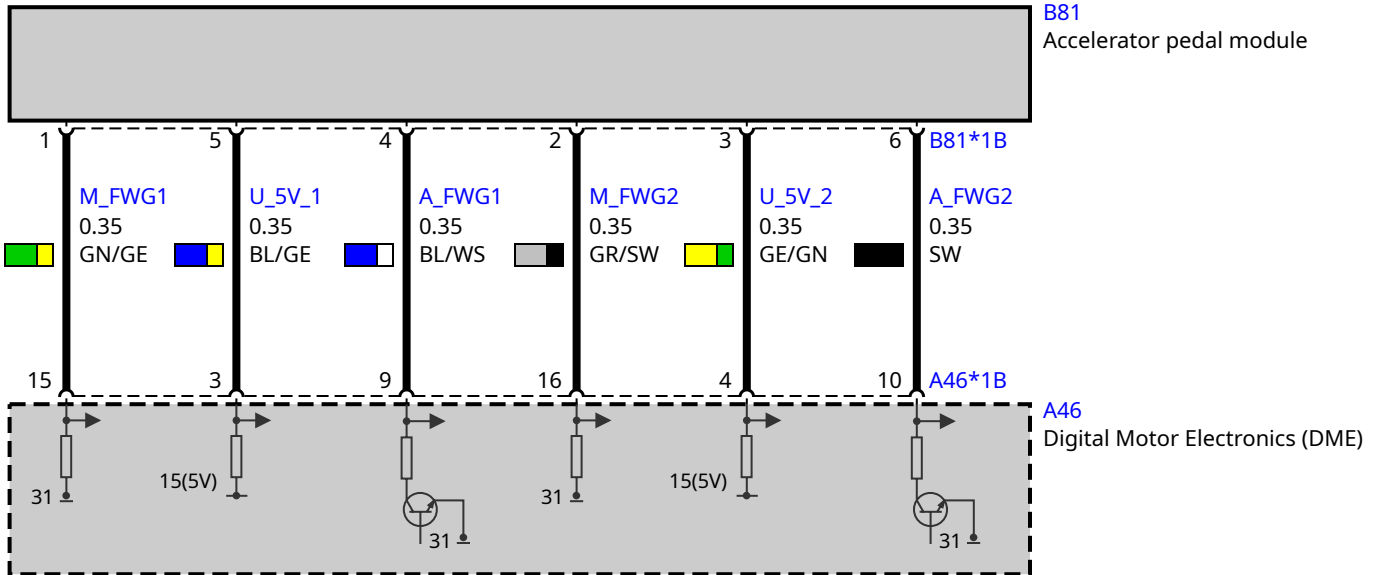 B81
Accelerator pedal module
1 5 4 2 3 6 B81*1B
M_FWG1 U_5V_1 A_FWG1 M_FWG2 U_5V_2 A_FWG2
0.35 0.35 0.35 0.35 0.35 0.35
GN/GE BL/GE BL/WS GR/SW GE/GN SW
15 3 9 16 4 10 A46*1B
A46
Digital Motor Electronics (DME)
31 15(5V) 31 15(5V)
31 31